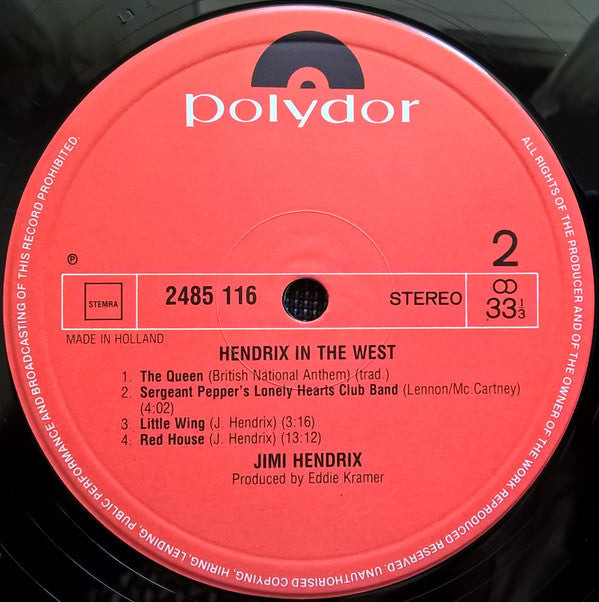 polydor
2
STEMRA
2485 116
STEREO
33 1/3
MADE IN HOLLAND
℗
HENDRIX IN THE WEST
1. The Queen (British National Anthem) (trad.)
2. Sergeant Pepper's Lonely Hearts Club Band (Lennon/Mc Cartney)
(4:02)
3. Little Wing (J. Hendrix) (3:16)
4. Red House (J. Hendrix) (13:12)
JIMI HENDRIX
Produced by Eddie Kramer
ALL RIGHTS OF THE PRODUCER AND OF THE OWNER OF THE WORK REPRODUCED RESERVED. UNAUTHORISED COPYING, HIRING, LENDING, PUBLIC PERFORMANCE AND BROADCASTING OF THIS RECORD PROHIBITED.